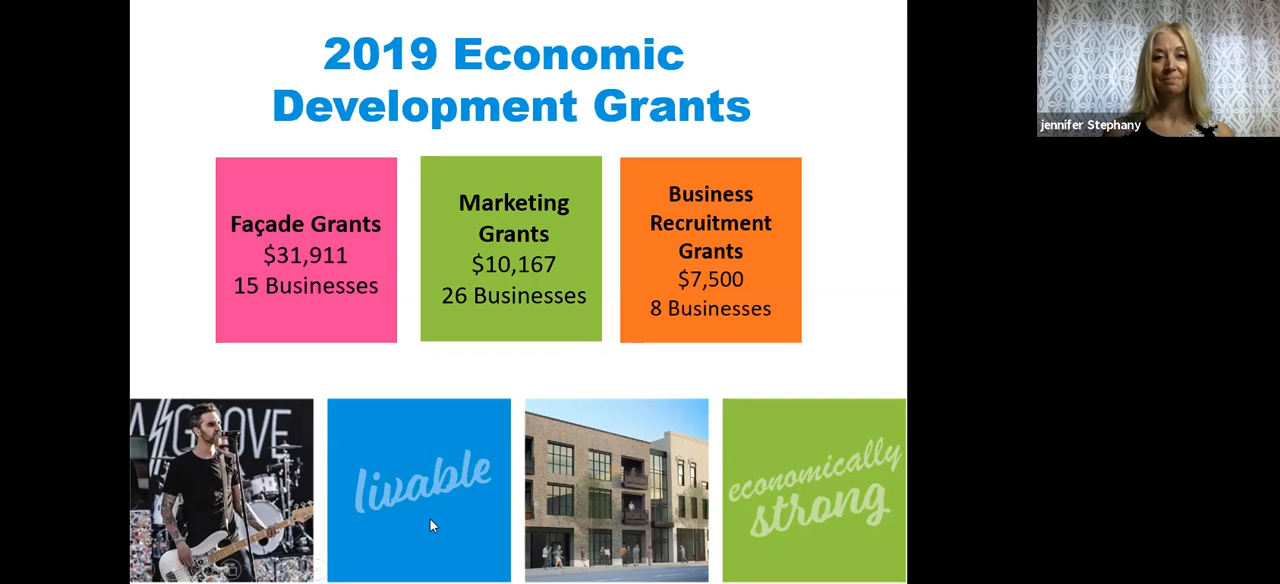 2019 Economic
Development Grants
Façade Grants
$31,911
15 Businesses
Marketing
Grants
$10,167
26 Businesses
Business
Recruitment
Grants
$7,500
8 Businesses
GROOVE
livable
economically
strong
jennifer Stephany